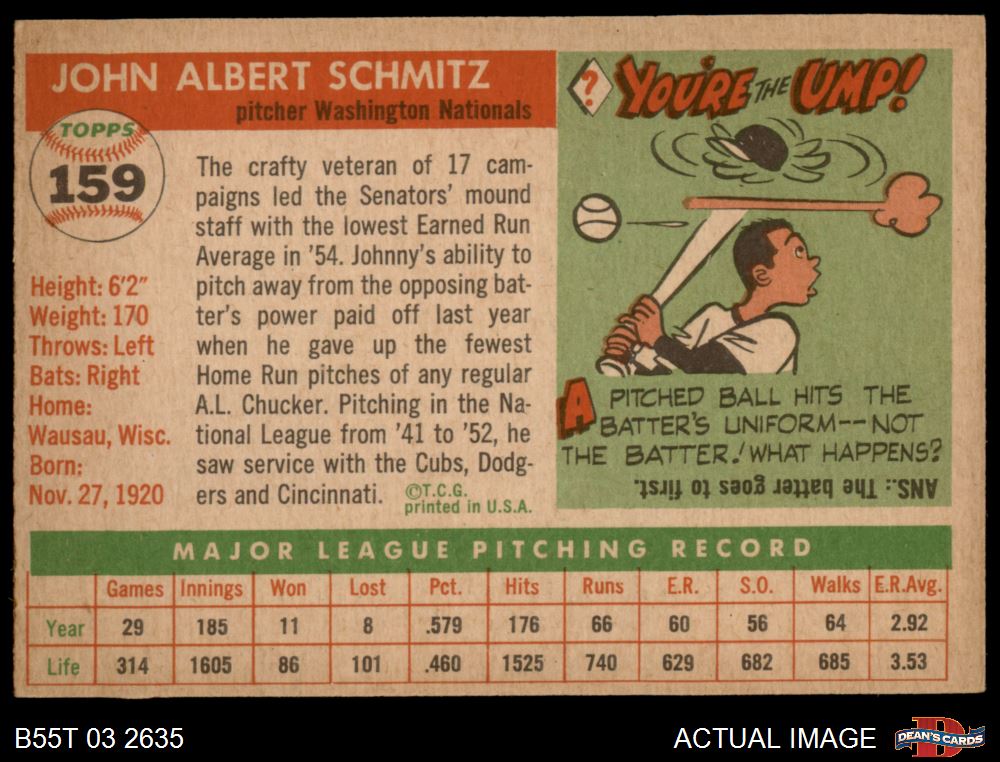 JOHN ALBERT SCHMITZ
pitcher Washington Nationals
TOPPS
159
Height: 6'2"
Weight: 170
Throws: Left
Bats: Right
Home:
Wausau, Wisc.
Born:
Nov. 27, 1920
The crafty veteran of 17 cam-
paigns led the Senators' mound
staff with the lowest Earned Run
Average in '54. Johnny's ability to
pitch away from the opposing bat-
ter's power paid off last year
when he gave up the fewest
Home Run pitches of any regular
A.L. Chucker. Pitching in the Na-
tional League from '41 to '52, he
saw service with the Cubs, Dodg-
ers and Cincinnati.
©T.C.G.
printed in U.S.A.
? YOU'RE THE UMP!
A PITCHED BALL HITS THE
BATTER'S UNIFORM--NOT
THE BATTER! WHAT HAPPENS?
ANS.: The batter goes to first.
MAJOR LEAGUE PITCHING RECORD
Games Innings Won Lost Pct. Hits Runs E.R. S.O. Walks E.R.Avg.
Year 29 185 11 8 .579 176 66 60 56 64 2.92
Life 314 1605 86 101 .460 1525 740 629 682 685 3.53
B55T 03 2635
ACTUAL IMAGE
D
DEAN'S CARDS